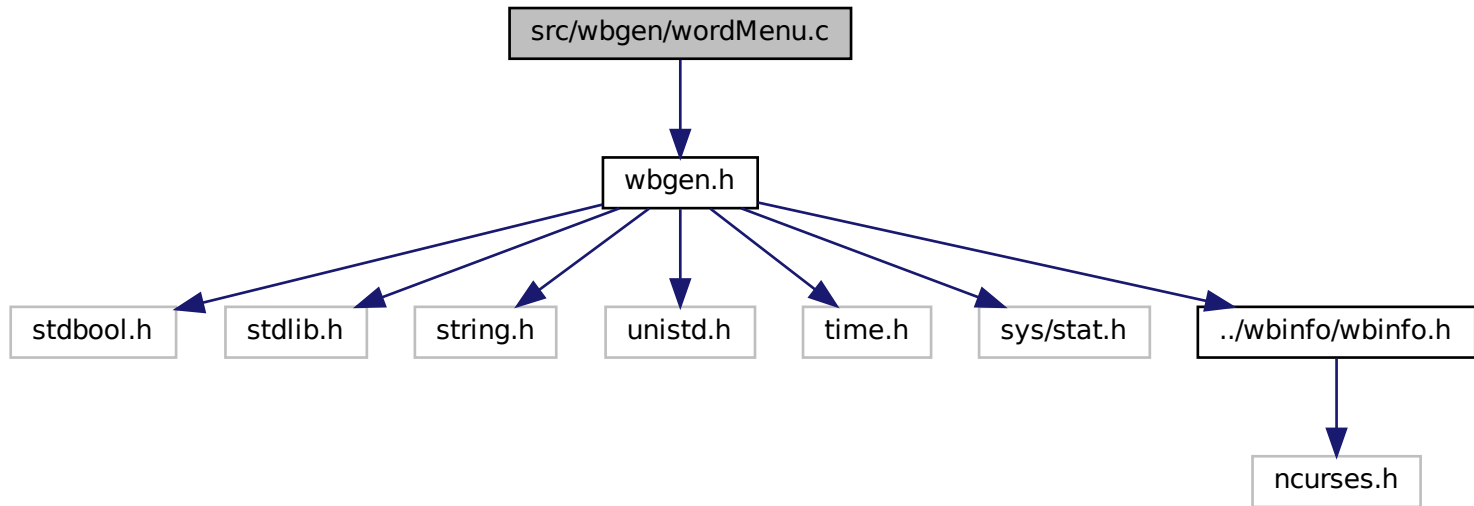 src/wbgen/wordMenu.c
wbgen.h
stdbool.h
stdlib.h
string.h
unistd.h
time.h
sys/stat.h
../wbinfo/wbinfo.h
ncurses.h